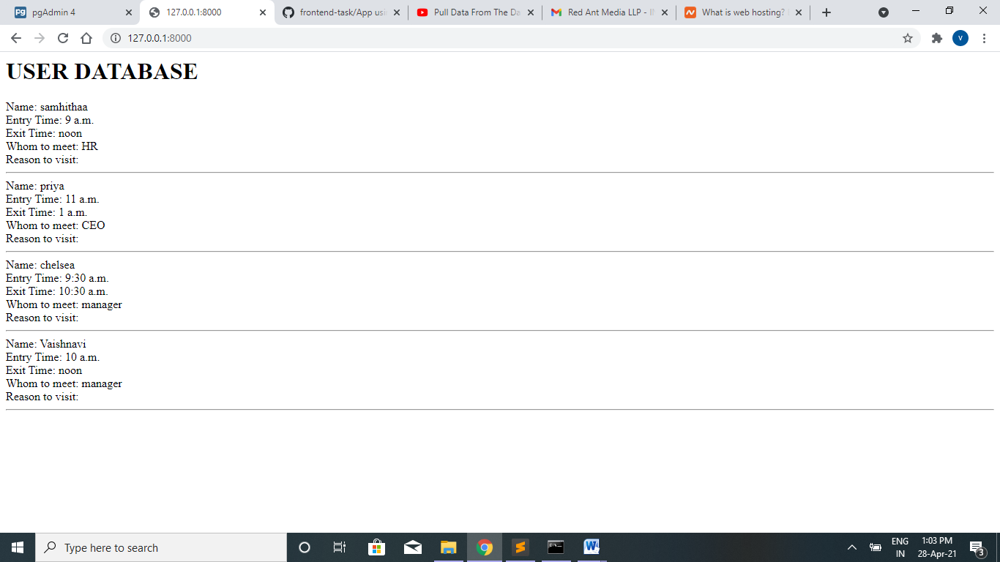 pgAdmin 4
127.0.0.1:8000
frontend-task/App usi
Pull Data From The Da
Red Ant Media LLP - I
What is web hosting?
127.0.0.1:8000
V
USER DATABASE
Name: samhithaa
Entry Time: 9 a.m.
Exit Time: noon
Whom to meet: HR
Reason to visit:
Name: priya
Entry Time: 11 a.m.
Exit Time: 1 a.m.
Whom to meet: CEO
Reason to visit:
Name: chelsea
Entry Time: 9:30 a.m.
Exit Time: 10:30 a.m.
Whom to meet: manager
Reason to visit:
Name: Vaishnavi
Entry Time: 10 a.m.
Exit Time: noon
Whom to meet: manager
Reason to visit:
Type here to search
ENG
IN
1:03 PM
28-Apr-21
3